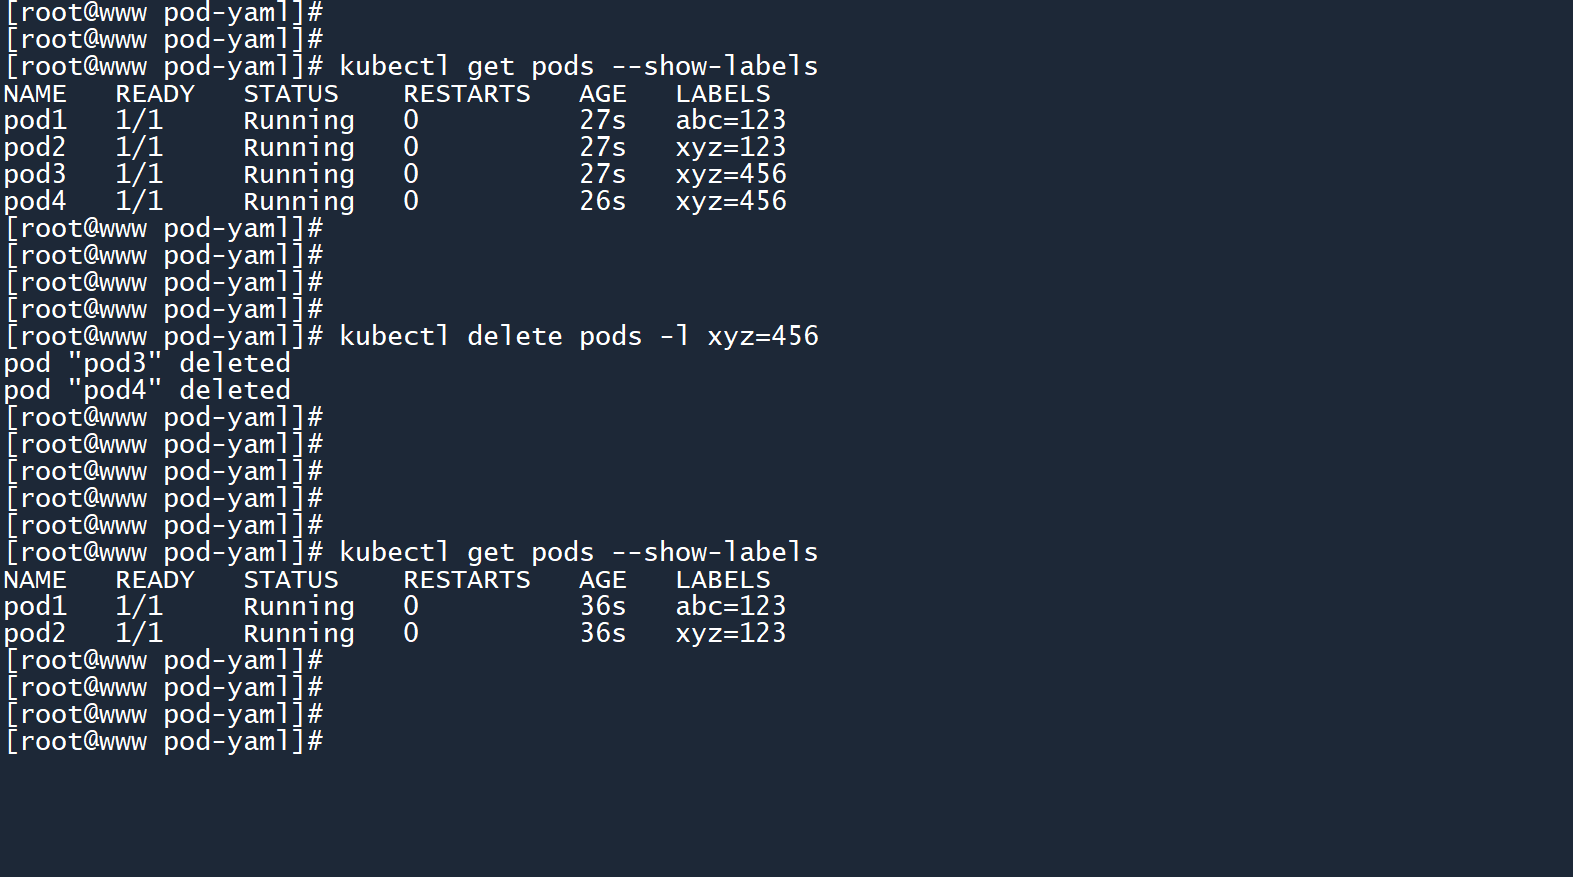 [root@www pod-yaml]#
[root@www pod-yaml]#
[root@www pod-yaml]# kubectl get pods --show-labels
NAME   READY   STATUS    RESTARTS   AGE   LABELS
pod1   1/1     Running   0          27s   abc=123
pod2   1/1     Running   0          27s   xyz=123
pod3   1/1     Running   0          27s   xyz=456
pod4   1/1     Running   0          26s   xyz=456
[root@www pod-yaml]#
[root@www pod-yaml]#
[root@www pod-yaml]#
[root@www pod-yaml]#
[root@www pod-yaml]# kubectl delete pods -l xyz=456
pod "pod3" deleted
pod "pod4" deleted
[root@www pod-yaml]#
[root@www pod-yaml]#
[root@www pod-yaml]#
[root@www pod-yaml]#
[root@www pod-yaml]#
[root@www pod-yaml]# kubectl get pods --show-labels
NAME   READY   STATUS    RESTARTS   AGE   LABELS
pod1   1/1     Running   0          36s   abc=123
pod2   1/1     Running   0          36s   xyz=123
[root@www pod-yaml]#
[root@www pod-yaml]#
[root@www pod-yaml]#
[root@www pod-yaml]#